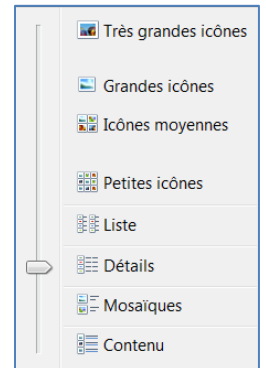 Très grandes icônes
Grandes icônes
Icônes moyennes
Petites icônes
Liste
Détails
Mosaïques
Contenu